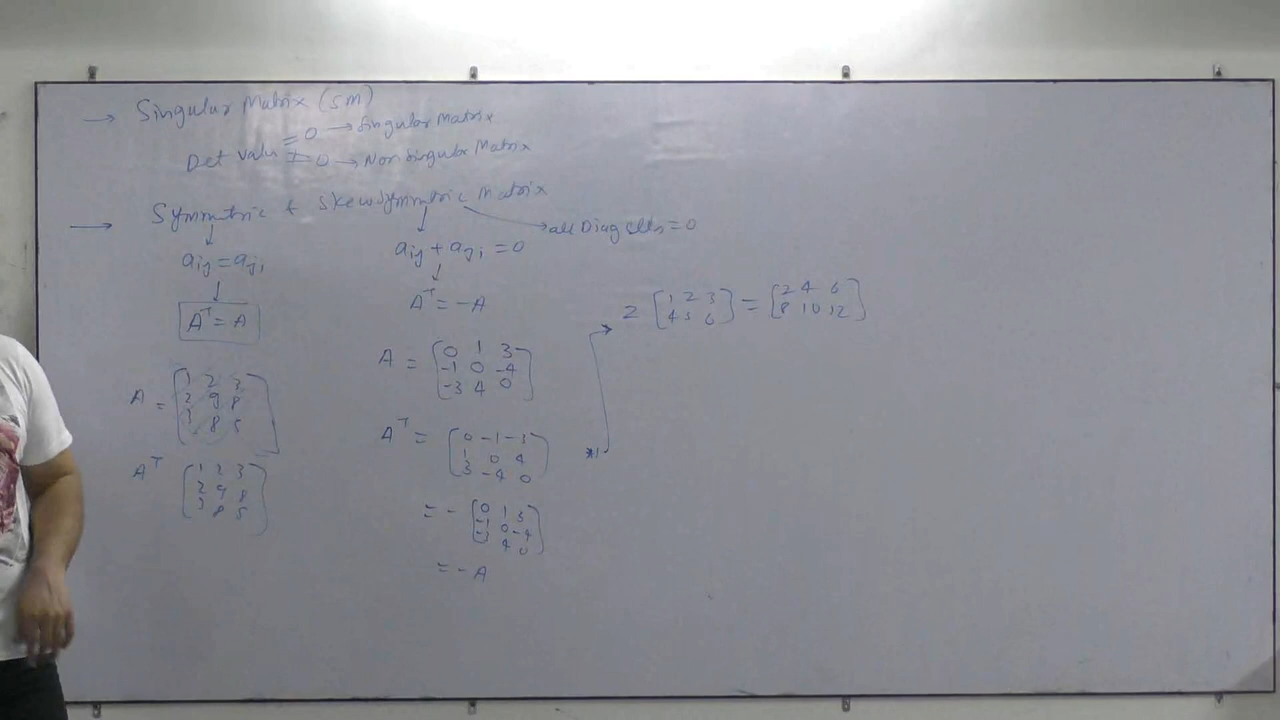 → Singular Matrix (SM)
Det value = 0 → Singular Matrix
≠ 0 → Non Singular Matrix
→ Symmetric & Skew Symmetric Matrix
→ all Diag elts = 0
↓
aij = aji
↓
Aᵀ = A
A = [1 2 3
2 9 8
3 8 5]
Aᵀ [1 2 3
2 9 8
3 8 5]
↓
aij + aji = 0
↓
Aᵀ = -A
A = [0 1 3
-1 0 -4
-3 4 0]
Aᵀ = [0 -1 -3
1 0 4
3 -4 0]
= - [0 1 3
-1 0 -4
-3 4 0]
= -A
2 [1 2 3
4 5 6] = [2 4 6
8 10 12]